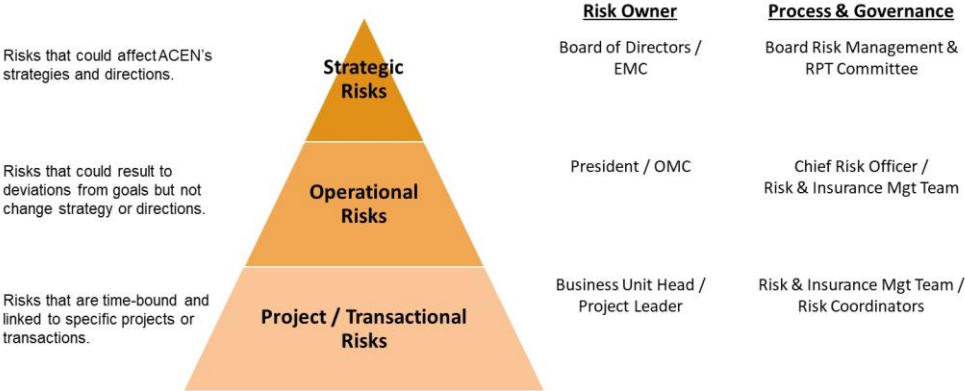 Risk Owner
Process & Governance
Risks that could affect ACEN's
strategies and directions.
Strategic
Risks
Board of Directors /
EMC
Board Risk Management &
RPT Committee
Risks that could result to
deviations from goals but not
change strategy or directions.
Operational
Risks
President / OMC
Chief Risk Officer /
Risk & Insurance Mgt Team
Risks that are time-bound and
linked to specific projects or
transactions.
Project / Transactional
Risks
Business Unit Head /
Project Leader
Risk & Insurance Mgt Team /
Risk Coordinators